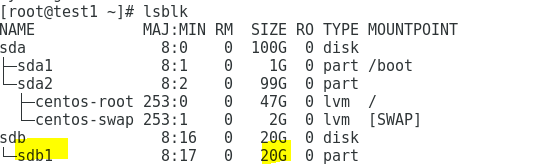 [root@test1 ~]# lsblk
NAME MAJ:MIN RM SIZE RO TYPE MOUNTPOINT
sda 8:0 0 100G 0 disk
├─sda1 8:1 0 1G 0 part /boot
└─sda2 8:2 0 99G 0 part
├─centos-root 253:0 0 47G 0 lvm /
└─centos-swap 253:1 0 2G 0 lvm [SWAP]
sdb 8:16 0 20G 0 disk
└─sdb1 8:17 0 20G 0 part